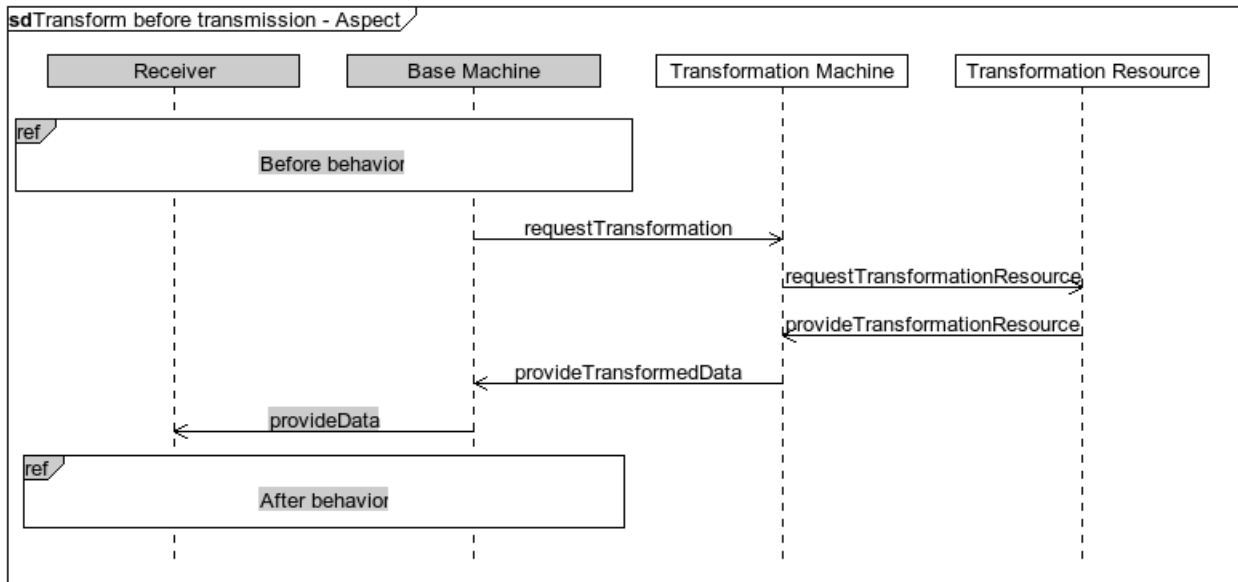 sdTransform before transmission - Aspect
Receiver
Base Machine
Transformation Machine
Transformation Resource
ref
Before behavior
requestTransformation
requestTransformationResource
provideTransformationResource
provideTransformedData
provideData
ref
After behavior